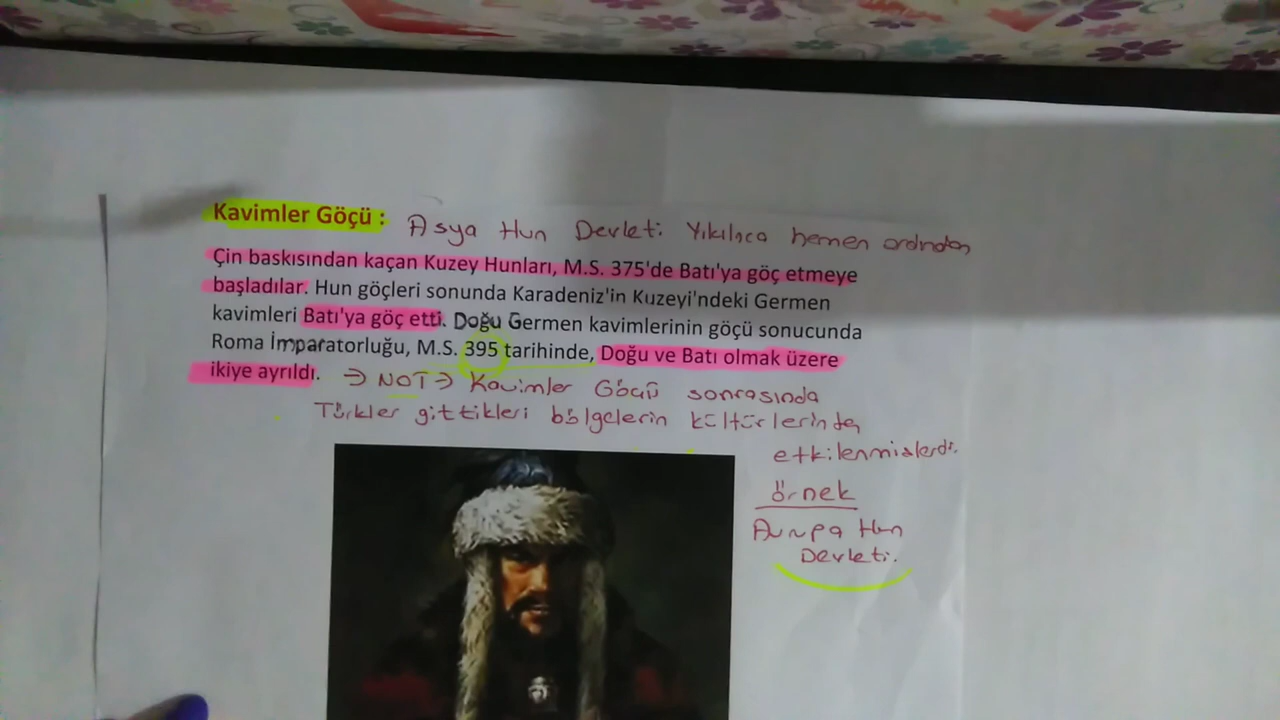 Kavimler Göçü : Asya Hun Devleti Yıkılınca hemen ardından
Çin baskısından kaçan Kuzey Hunları, M.S. 375'de Batı'ya göç etmeye
başladılar. Hun göçleri sonunda Karadeniz'in Kuzeyi'ndeki Germen
kavimleri Batı'ya göç etti. Doğu Germen kavimlerinin göçü sonucunda
Roma İmparatorluğu, M.S. 395 tarihinde, Doğu ve Batı olmak üzere
ikiye ayrıldı. → NOT → Kavimler Göçü sonrasında
Türkler gittikleri bölgelerin kültürlerinden
etkilenmişlerdi.
örnek
Avrupa Hun
Devleti.